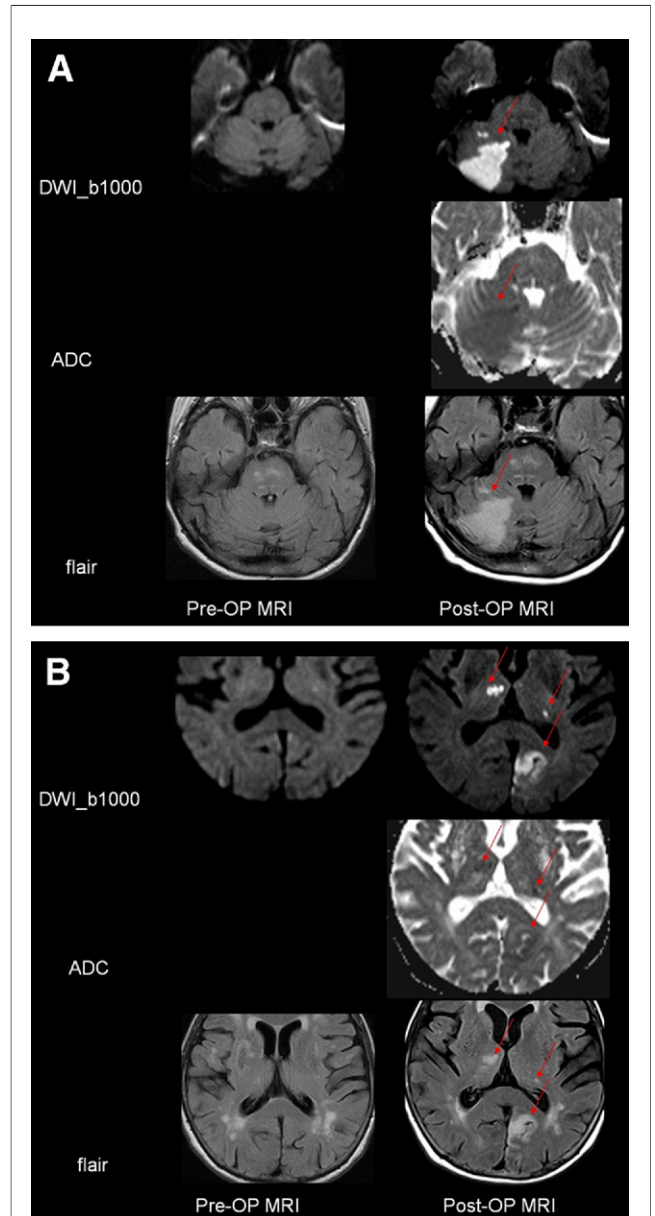 A
DWI_b1000
ADC
flair
Pre-OP MRI Post-OP MRI
B
DWI_b1000
ADC
flair
Pre-OP MRI Post-OP MRI